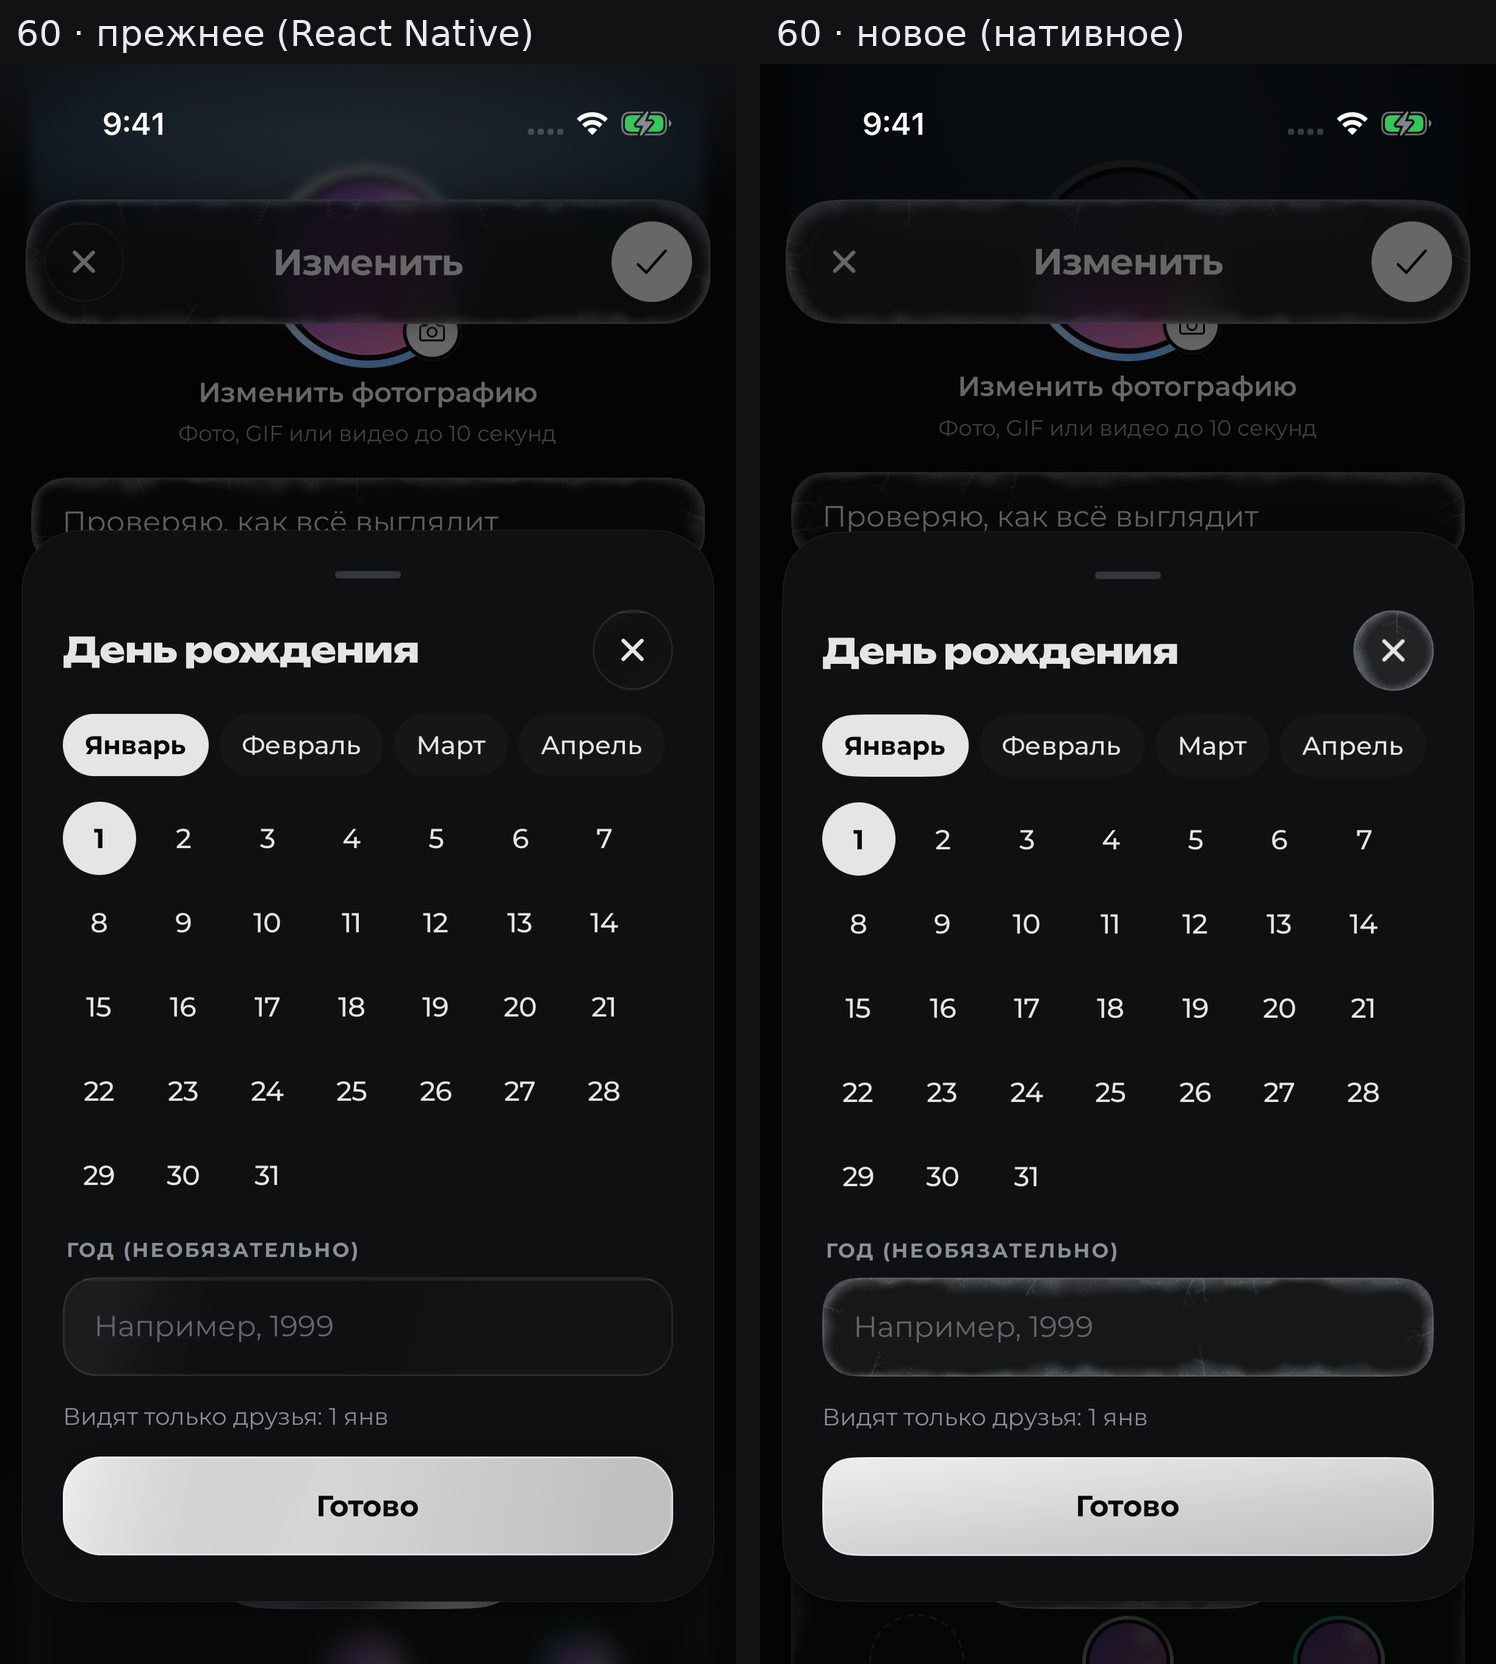 60 · прежнее (React Native)
9:41
Изменить
Изменить фотографию
Фото, GIF или видео до 10 секунд
Проверяю, как всё выглядит
День рождения
Январь Февраль Март Апрель
1 2 3 4 5 6 7
8 9 10 11 12 13 14
15 16 17 18 19 20 21
22 23 24 25 26 27 28
29 30 31
ГОД (НЕОБЯЗАТЕЛЬНО)
Например, 1999
Видят только друзья: 1 янв
Готово
60 · новое (нативное)
9:41
Изменить
Изменить фотографию
Фото, GIF или видео до 10 секунд
Проверяю, как всё выглядит
День рождения
Январь Февраль Март Апрель
1 2 3 4 5 6 7
8 9 10 11 12 13 14
15 16 17 18 19 20 21
22 23 24 25 26 27 28
29 30 31
ГОД (НЕОБЯЗАТЕЛЬНО)
Например, 1999
Видят только друзья: 1 янв
Готово